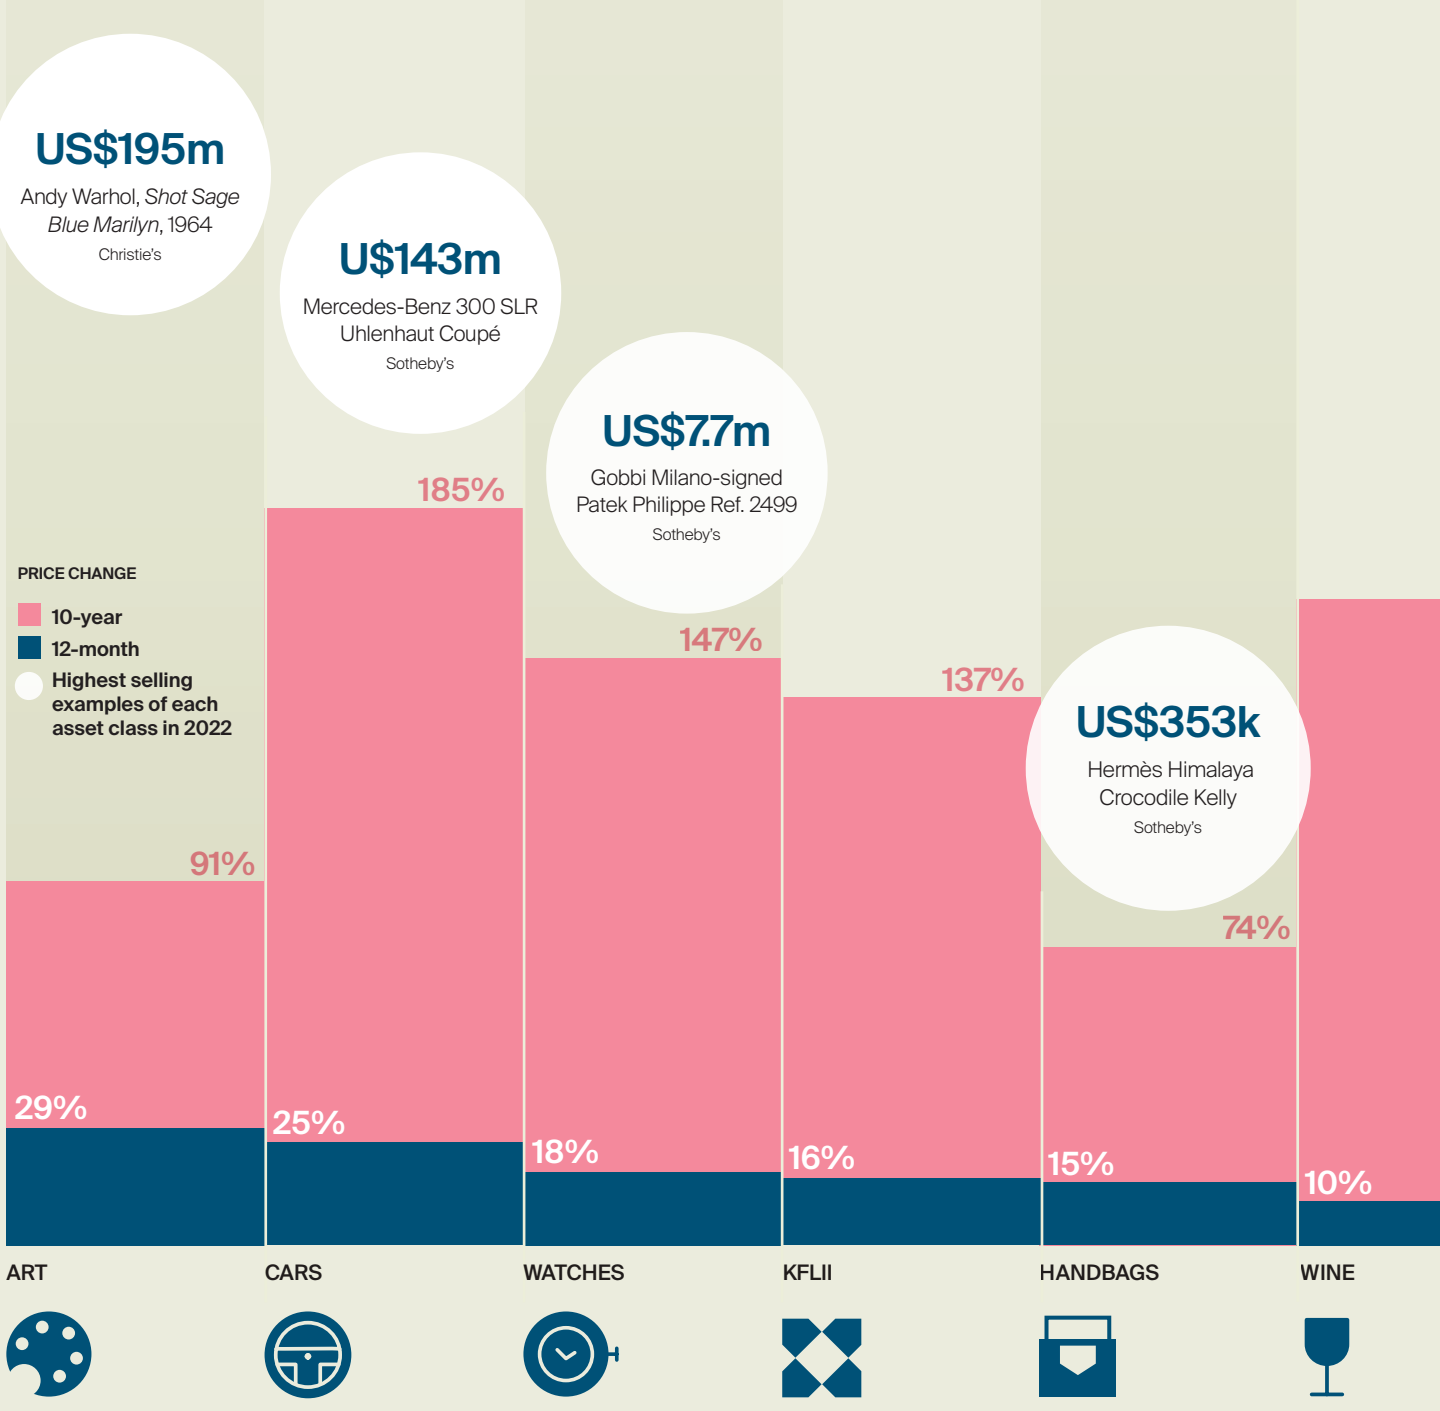 US$195m
Andy Warhol, Shot Sage
Blue Marilyn, 1964
Christie's
U$143m
Mercedes-Benz 300 SLR
Uhlenhaut Coupé
Sotheby's
US$7.7m
Gobbi Milano-signed
Patek Philippe Ref. 2499
Sotheby's
US$353k
Hermès Himalaya
Crocodile Kelly
Sotheby's
PRICE CHANGE
10-year
12-month
Highest selling
examples of each
asset class in 2022
91%
185%
147%
137%
74%
29%
25%
18%
16%
15%
10%
ART
CARS
WATCHES
KFLII
HANDBAGS
WINE